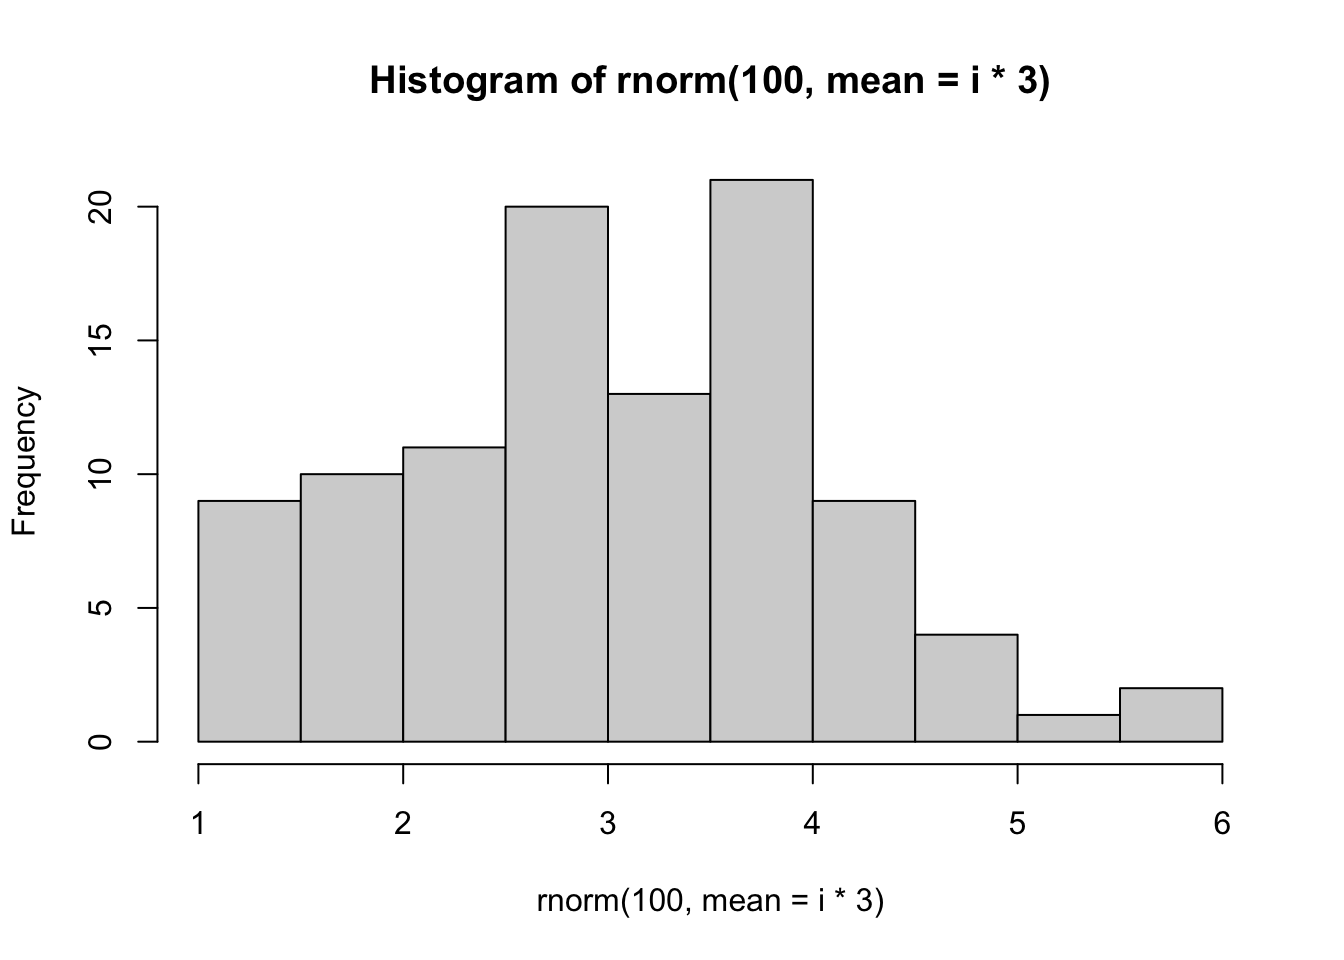 Histogram of rnorm(100, mean = i * 3)
Frequency
20
15
10
5
0
1 2 3 4 5 6
rnorm(100, mean = i * 3)